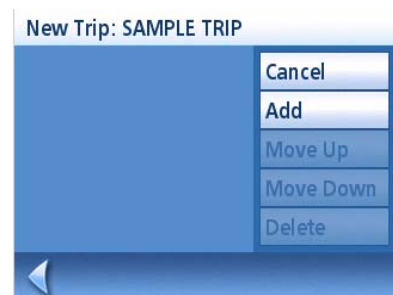 New Trip: SAMPLE TRIP
Cancel
Add
Move Up
Move Down
Delete